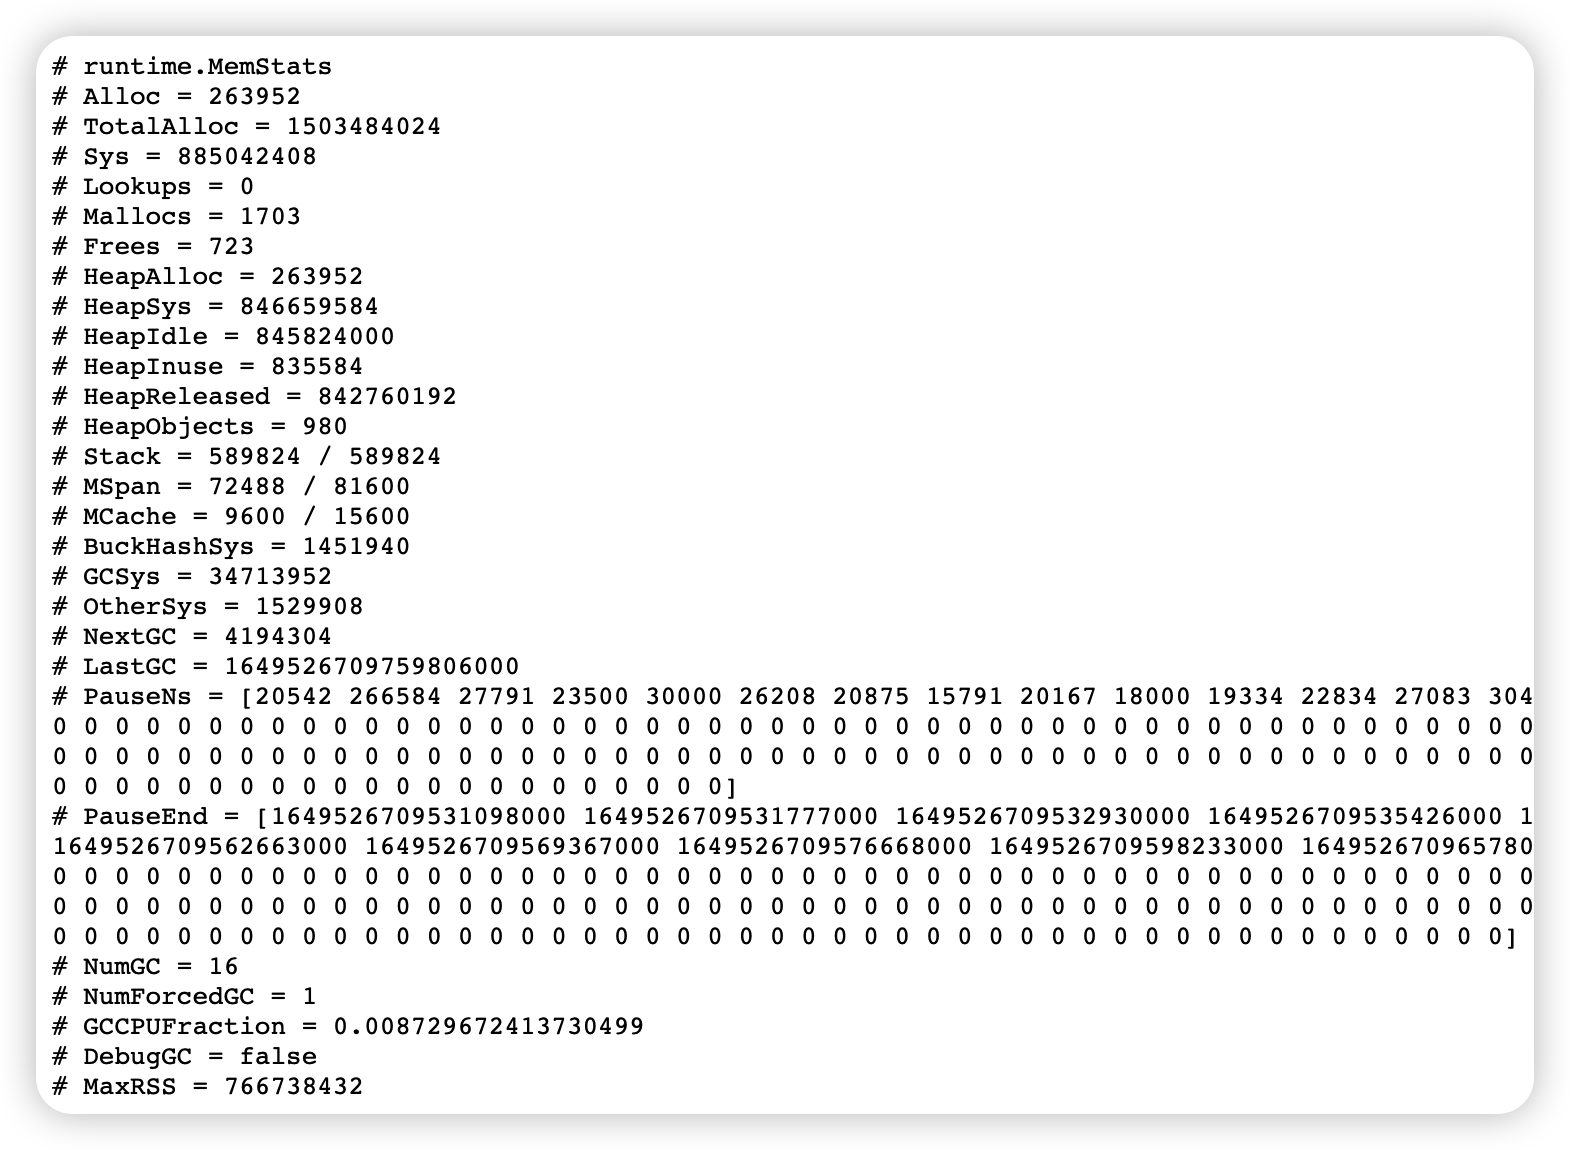 # runtime.MemStats
# Alloc = 263952
# TotalAlloc = 1503484024
# Sys = 885042408
# Lookups = 0
# Mallocs = 1703
# Frees = 723
# HeapAlloc = 263952
# HeapSys = 846659584
# HeapIdle = 845824000
# HeapInuse = 835584
# HeapReleased = 842760192
# HeapObjects = 980
# Stack = 589824 / 589824
# MSpan = 72488 / 81600
# MCache = 9600 / 15600
# BuckHashSys = 1451940
# GCSys = 34713952
# OtherSys = 1529908
# NextGC = 4194304
# LastGC = 1649526709759806000
# PauseNs = [20542 266584 27791 23500 30000 26208 20875 15791 20167 18000 19334 22834 27083 304
0 0 0 0 0 0 0 0 0 0 0 0 0 0 0 0 0 0 0 0 0 0 0 0 0 0 0 0 0 0 0 0 0 0 0 0 0 0 0 0 0 0 0 0 0 0 0 0
0 0 0 0 0 0 0 0 0 0 0 0 0 0 0 0 0 0 0 0 0 0 0 0 0 0 0 0 0 0 0 0 0 0 0 0 0 0 0 0 0 0 0 0 0 0 0 0
0 0 0 0 0 0 0 0 0 0 0 0 0 0 0 0 0 0 0 0 0 0]
# PauseEnd = [1649526709531098000 1649526709531777000 1649526709532930000 1649526709535426000 1
1649526709562663000 1649526709569367000 1649526709576668000 1649526709598233000 164952670965780
0 0 0 0 0 0 0 0 0 0 0 0 0 0 0 0 0 0 0 0 0 0 0 0 0 0 0 0 0 0 0 0 0 0 0 0 0 0 0 0 0 0 0 0 0 0 0 0
0 0 0 0 0 0 0 0 0 0 0 0 0 0 0 0 0 0 0 0 0 0 0 0 0 0 0 0 0 0 0 0 0 0 0 0 0 0 0 0 0 0 0 0 0 0 0 0
0 0 0 0 0 0 0 0 0 0 0 0 0 0 0 0 0 0 0 0 0 0 0 0 0 0 0 0 0 0 0 0 0 0 0 0 0 0 0 0 0 0 0 0 0 0 0]
# NumGC = 16
# NumForcedGC = 1
# GCCPUFraction = 0.008729672413730499
# DebugGC = false
# MaxRSS = 766738432